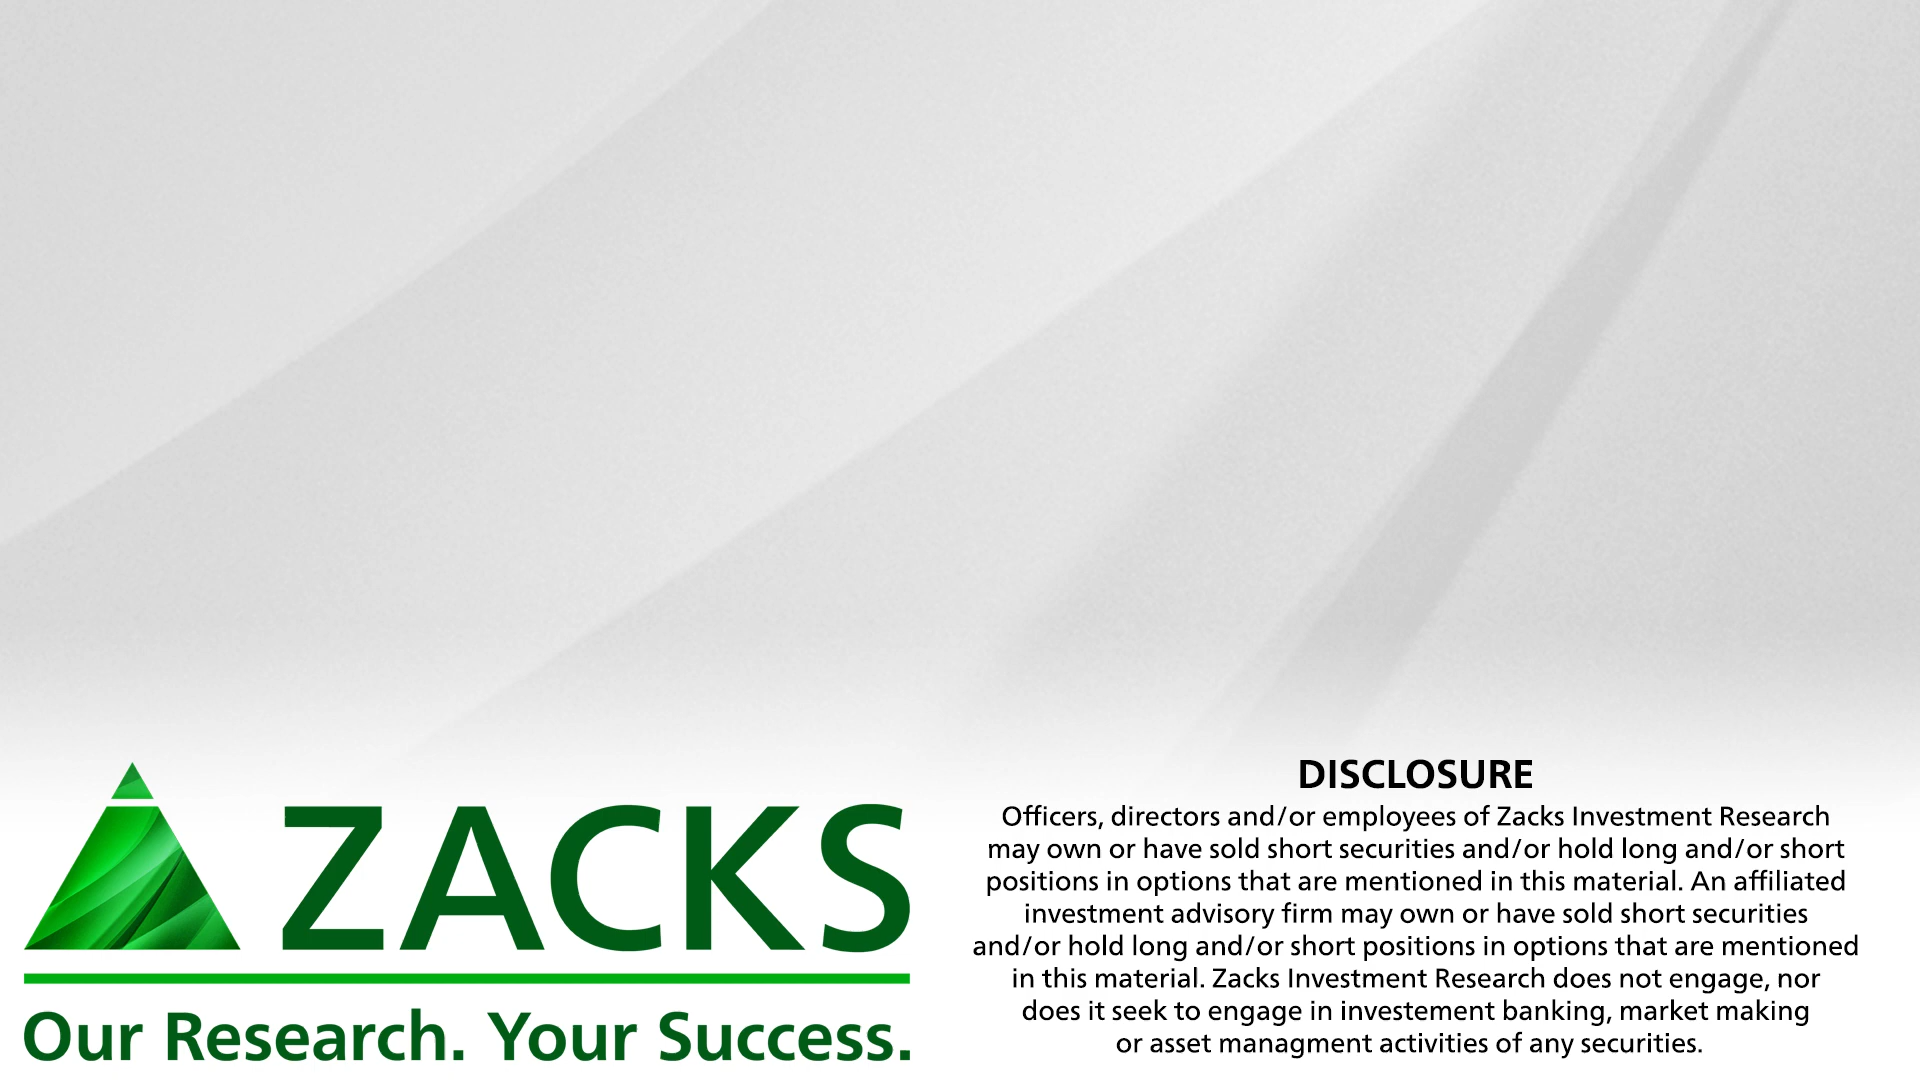 ZACKS
Our Research. Your Success.
DISCLOSURE
Officers, directors and/or employees of Zacks Investment Research
may own or have sold short securities and/or hold long and/or short
positions in options that are mentioned in this material. An affiliated
investment advisory firm may own or have sold short securities
and/or hold long and/or short positions in options that are mentioned
in this material. Zacks Investment Research does not engage, nor
does it seek to engage in investement banking, market making
or asset managment activities of any securities.